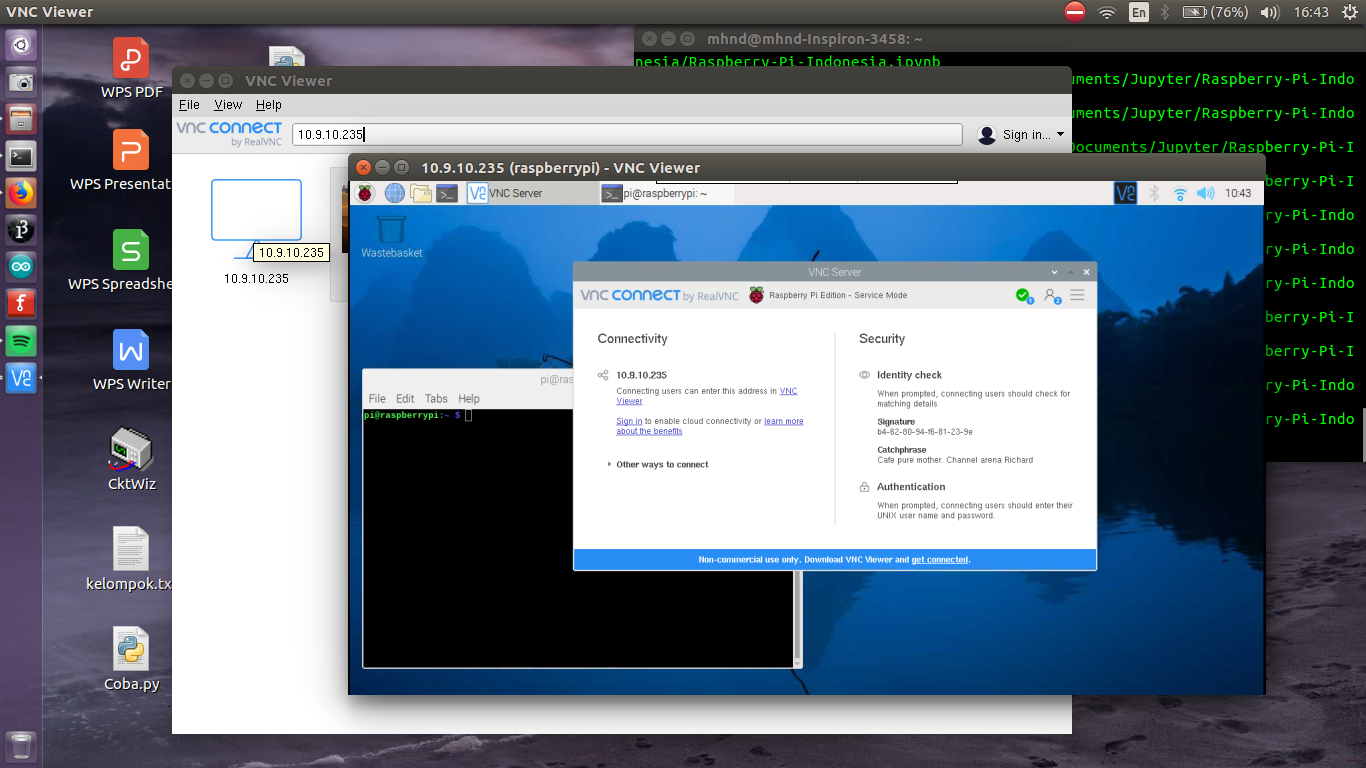 VNC Viewer
En
(76%)
16:43
WPS PDF
WPS Presentat
WPS Spreadshe
WPS Writer
CktWiz
kelompok.tx
Coba.py
mhnd@mhnd-Inspiron-3458: ~
nesia/Raspberry-Pi-Indonesia.ipynb
uments/Jupyter/Raspberry-Pi-Indo
uments/Jupyter/Raspberry-Pi-Indo
Documents/Jupyter/Raspberry-Pi-I
berry-Pi-I
ry-Pi-Indo
ry-Pi-Indo
berry-Pi-I
ry-Pi-Indo
berry-Pi-I
berry-Pi-I
ry-Pi-Indo
ry-Pi-Indo
VNC Viewer
File View Help
VNC CONNECT
by RealVNC
10.9.10.235
Sign in...
10.9.10.235
10.9.10.235
10.9.10.235 (raspberrypi) - VNC Viewer
VNC Server
pi@raspberrypi: ~
10:43
Wastebasket
pi@ras
File Edit Tabs Help
pi@raspberrypi:~ $
VNC Server
VNC CONNECT by RealVNC
Raspberry Pi Edition - Service Mode
1
2
Connectivity
10.9.10.235
Connecting users can enter this address in VNC
Viewer
Sign in to enable cloud connectivity or learn more
about the benefits
Other ways to connect
Security
Identity check
When prompted, connecting users should check for
matching details
Signature
b4-62-80-94-f6-81-23-9e
Catchphrase
Cafe pure mother. Channel arena Richard
Authentication
When prompted, connecting users should enter their
UNIX user name and password.
Non-commercial use only. Download VNC Viewer and get connected.